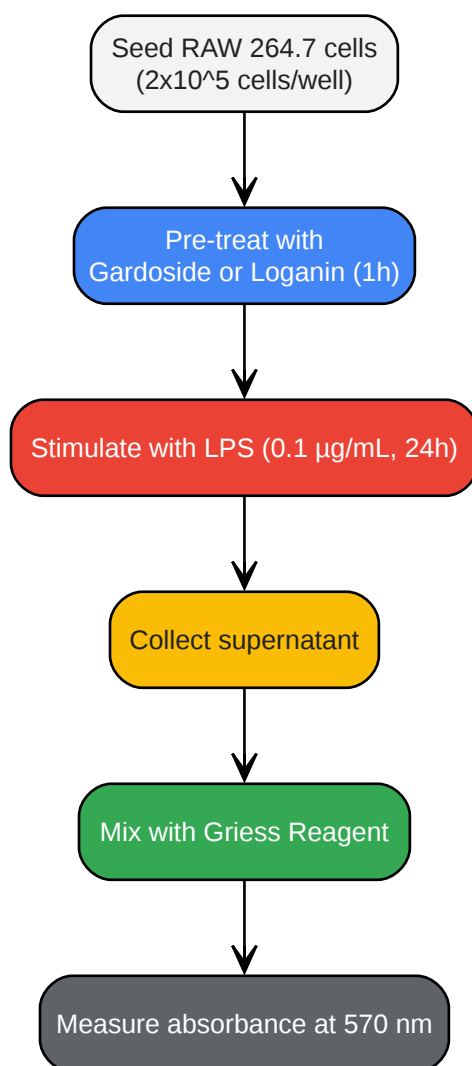 Seed RAW 264.7 cells
(2x10^5 cells/well)
Pre-treat with
Gardoside or Loganin (1h)
Stimulate with LPS (0.1 µg/mL, 24h)
Collect supernatant
Mix with Griess Reagent
Measure absorbance at 570 nm